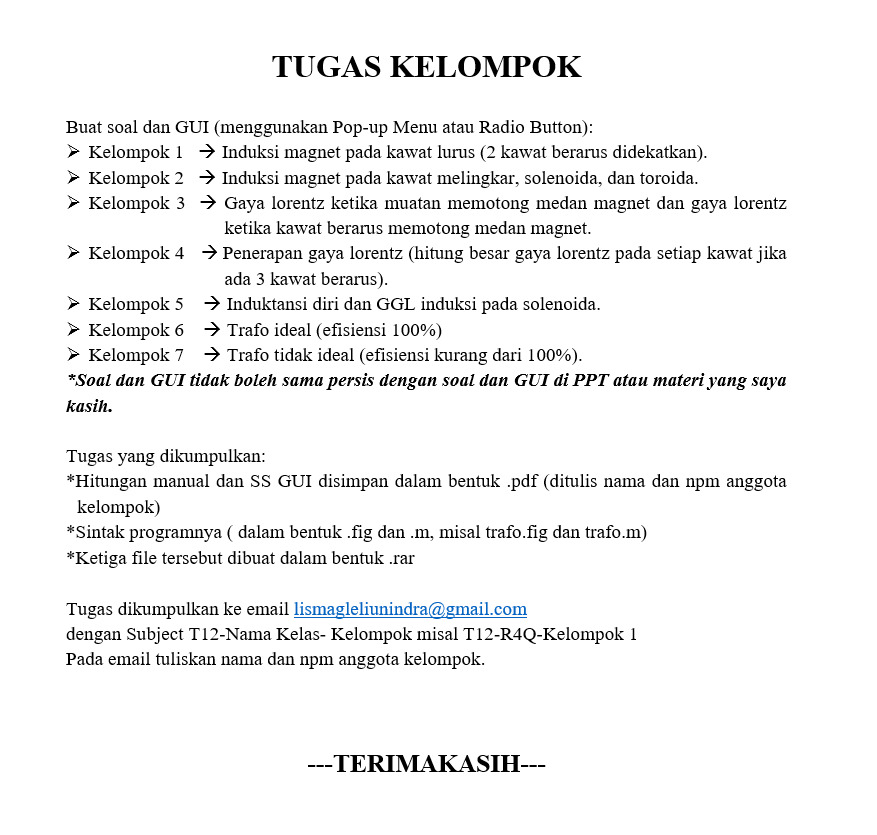 TUGAS KELOMPOK
Buat soal dan GUI (menggunakan Pop-up Menu atau Radio Button):
➢ Kelompok 1 → Induksi magnet pada kawat lurus (2 kawat berarus didekatkan).
➢ Kelompok 2 → Induksi magnet pada kawat melingkar, solenoida, dan toroida.
➢ Kelompok 3 → Gaya lorentz ketika muatan memotong medan magnet dan gaya lorentz
ketika kawat berarus memotong medan magnet.
➢ Kelompok 4 → Penerapan gaya lorentz (hitung besar gaya lorentz pada setiap kawat jika
ada 3 kawat berarus).
➢ Kelompok 5 → Induktansi diri dan GGL induksi pada solenoida.
➢ Kelompok 6 → Trafo ideal (efisiensi 100%)
➢ Kelompok 7 → Trafo tidak ideal (efisiensi kurang dari 100%).
*Soal dan GUI tidak boleh sama persis dengan soal dan GUI di PPT atau materi yang saya
kasih.
Tugas yang dikumpulkan:
*Hitungan manual dan SS GUI disimpan dalam bentuk .pdf (ditulis nama dan npm anggota
kelompok)
*Sintak programnya ( dalam bentuk .fig dan .m, misal trafo.fig dan trafo.m)
*Ketiga file tersebut dibuat dalam bentuk .rar
Tugas dikumpulkan ke email lismagleliunindra@gmail.com
dengan Subject T12-Nama Kelas- Kelompok misal T12-R4Q-Kelompok 1
Pada email tuliskan nama dan npm anggota kelompok.
---TERIMAKASIH---